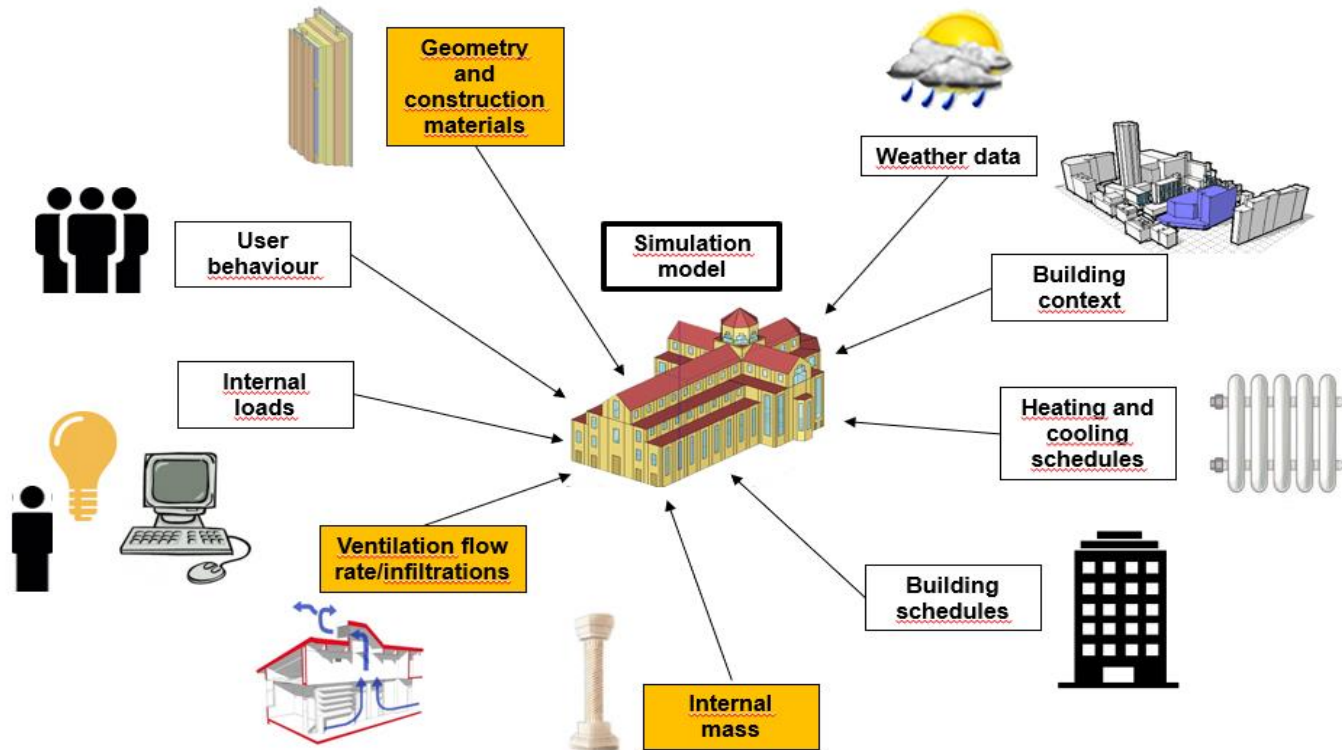 Geometry
and
construction
materials
Weather data
User
behaviour
Simulation
model
Building
context
Internal
loads
Heating and
cooling
schedules
Ventilation flow
rate/infiltrations
Building
schedules
Internal
mass